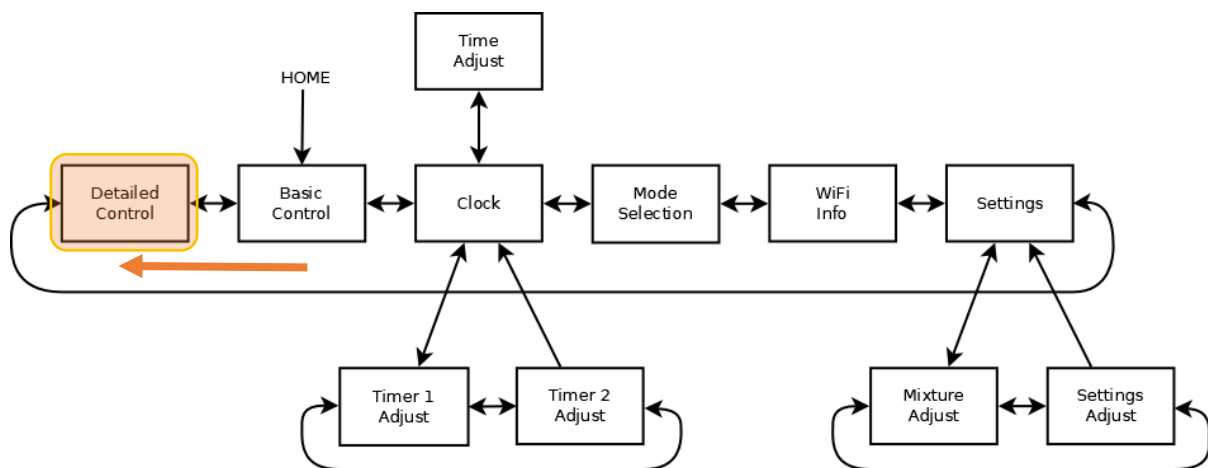 Time
Adjust
HOME
Detailed
Control
Basic
Control
Clock
Mode
Selection
WiFi
Info
Settings
Timer 1
Adjust
Timer 2
Adjust
Mixture
Adjust
Settings
Adjust